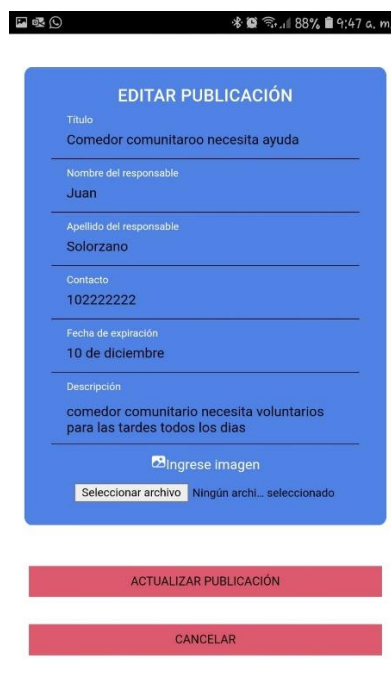 88% 9:47 a. m
EDITAR PUBLICACIÓN
Título
Comedor comunitaroo necesita ayuda
Nombre del responsable
Juan
Apellido del responsable
Solorzano
Contacto
102222222
Fecha de expiración
10 de diciembre
Descripción
comedor comunitario necesita voluntarios
para las tardes todos los dias
Ingrese imagen
Seleccionar archivo Ningún archi... seleccionado
ACTUALIZAR PUBLICACIÓN
CANCELAR